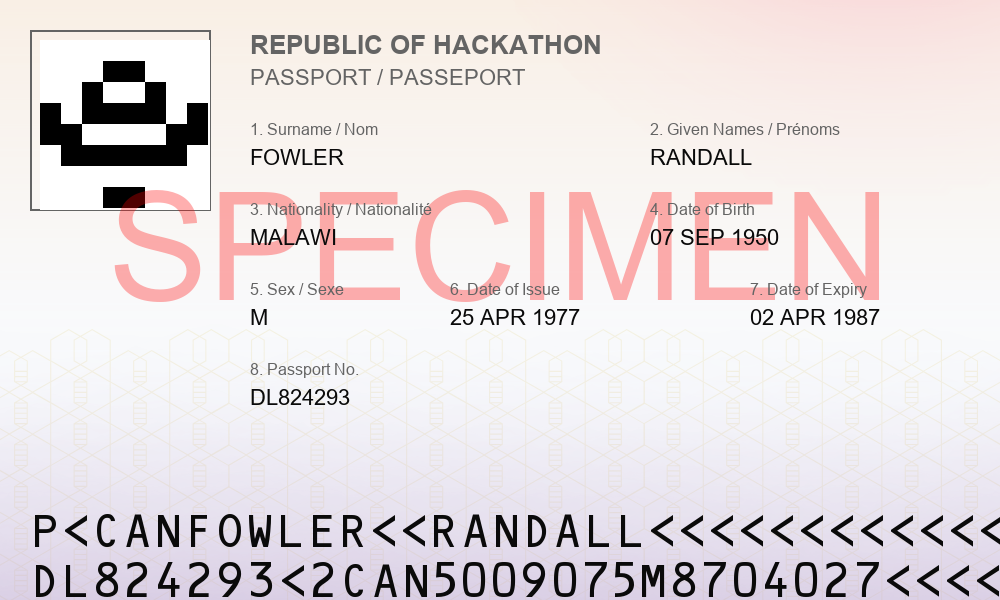 REPUBLIC OF HACKATHON
PASSPORT / PASSEPORT
1. Surname / Nom
2. Given Names / Prénoms
FOWLER
RANDALL
SPECIMEN
3. Nationality / Nationalité
4. Date of Birth
MALAWI
07 SEP 1950
5. Sex / Sexe
6. Date of Issue
7. Date of Expiry
M
25 APR 1977
02 APR 1987
8. Passport No.
DL824293
P<CANFOWLER<<RANDALL<<<<<<<<<<<<
DL824293<2CAN5009075M8704027<<<<